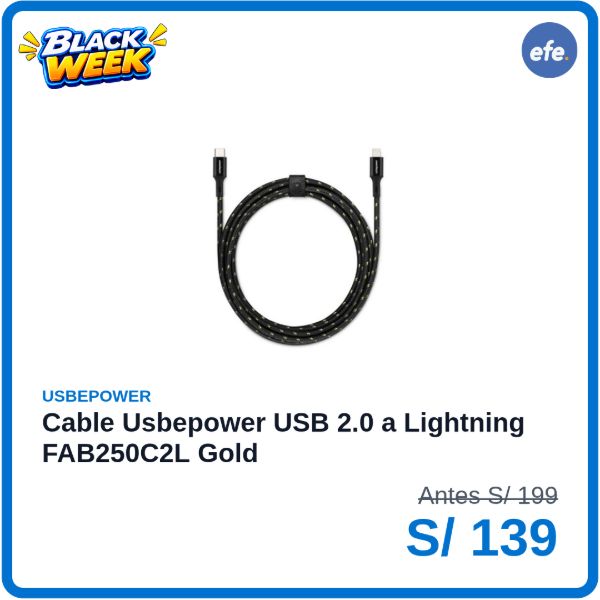 BLACK
WEEK
efe.
USBEPOWER
Cable Usbepower USB 2.0 a Lightning
FAB250C2L Gold
Antes S/ 199
S/ 139